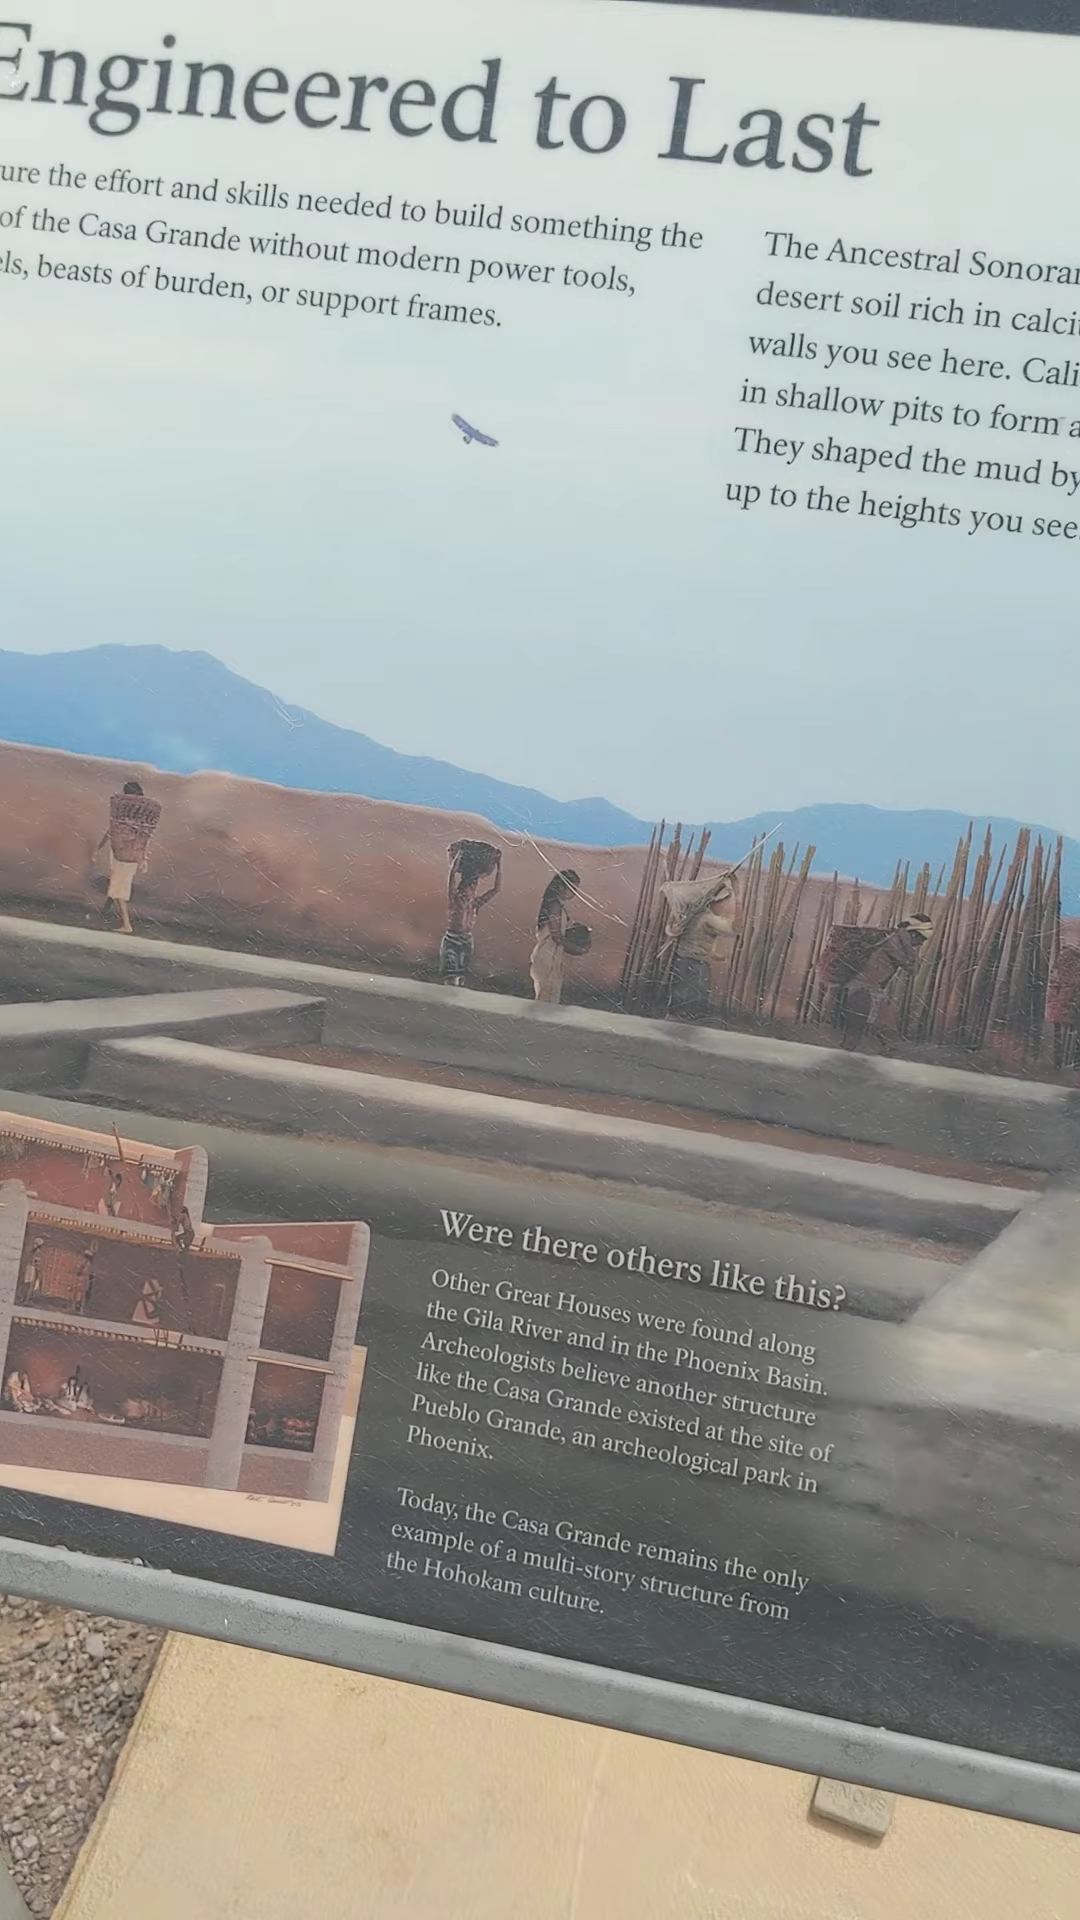 Engineered to Last
the effort and skills needed to build something the
of the Casa Grande without modern power tools,
beasts of burden, or support frames.
The Ancestral
desert soil rich in
walls you see here.
in shallow pits to form
They shaped the mud by
up to the heights you see.
Were there others like this?
Other Great Houses were found along
the Gila River and in the Phoenix Basin.
Archeologists believe another structure
like the Casa Grande existed at the site of
Pueblo Grande, an archeological park in
Phoenix.
Today, the Casa Grande remains the only
example of a multi-story structure from
the Hohokam culture.